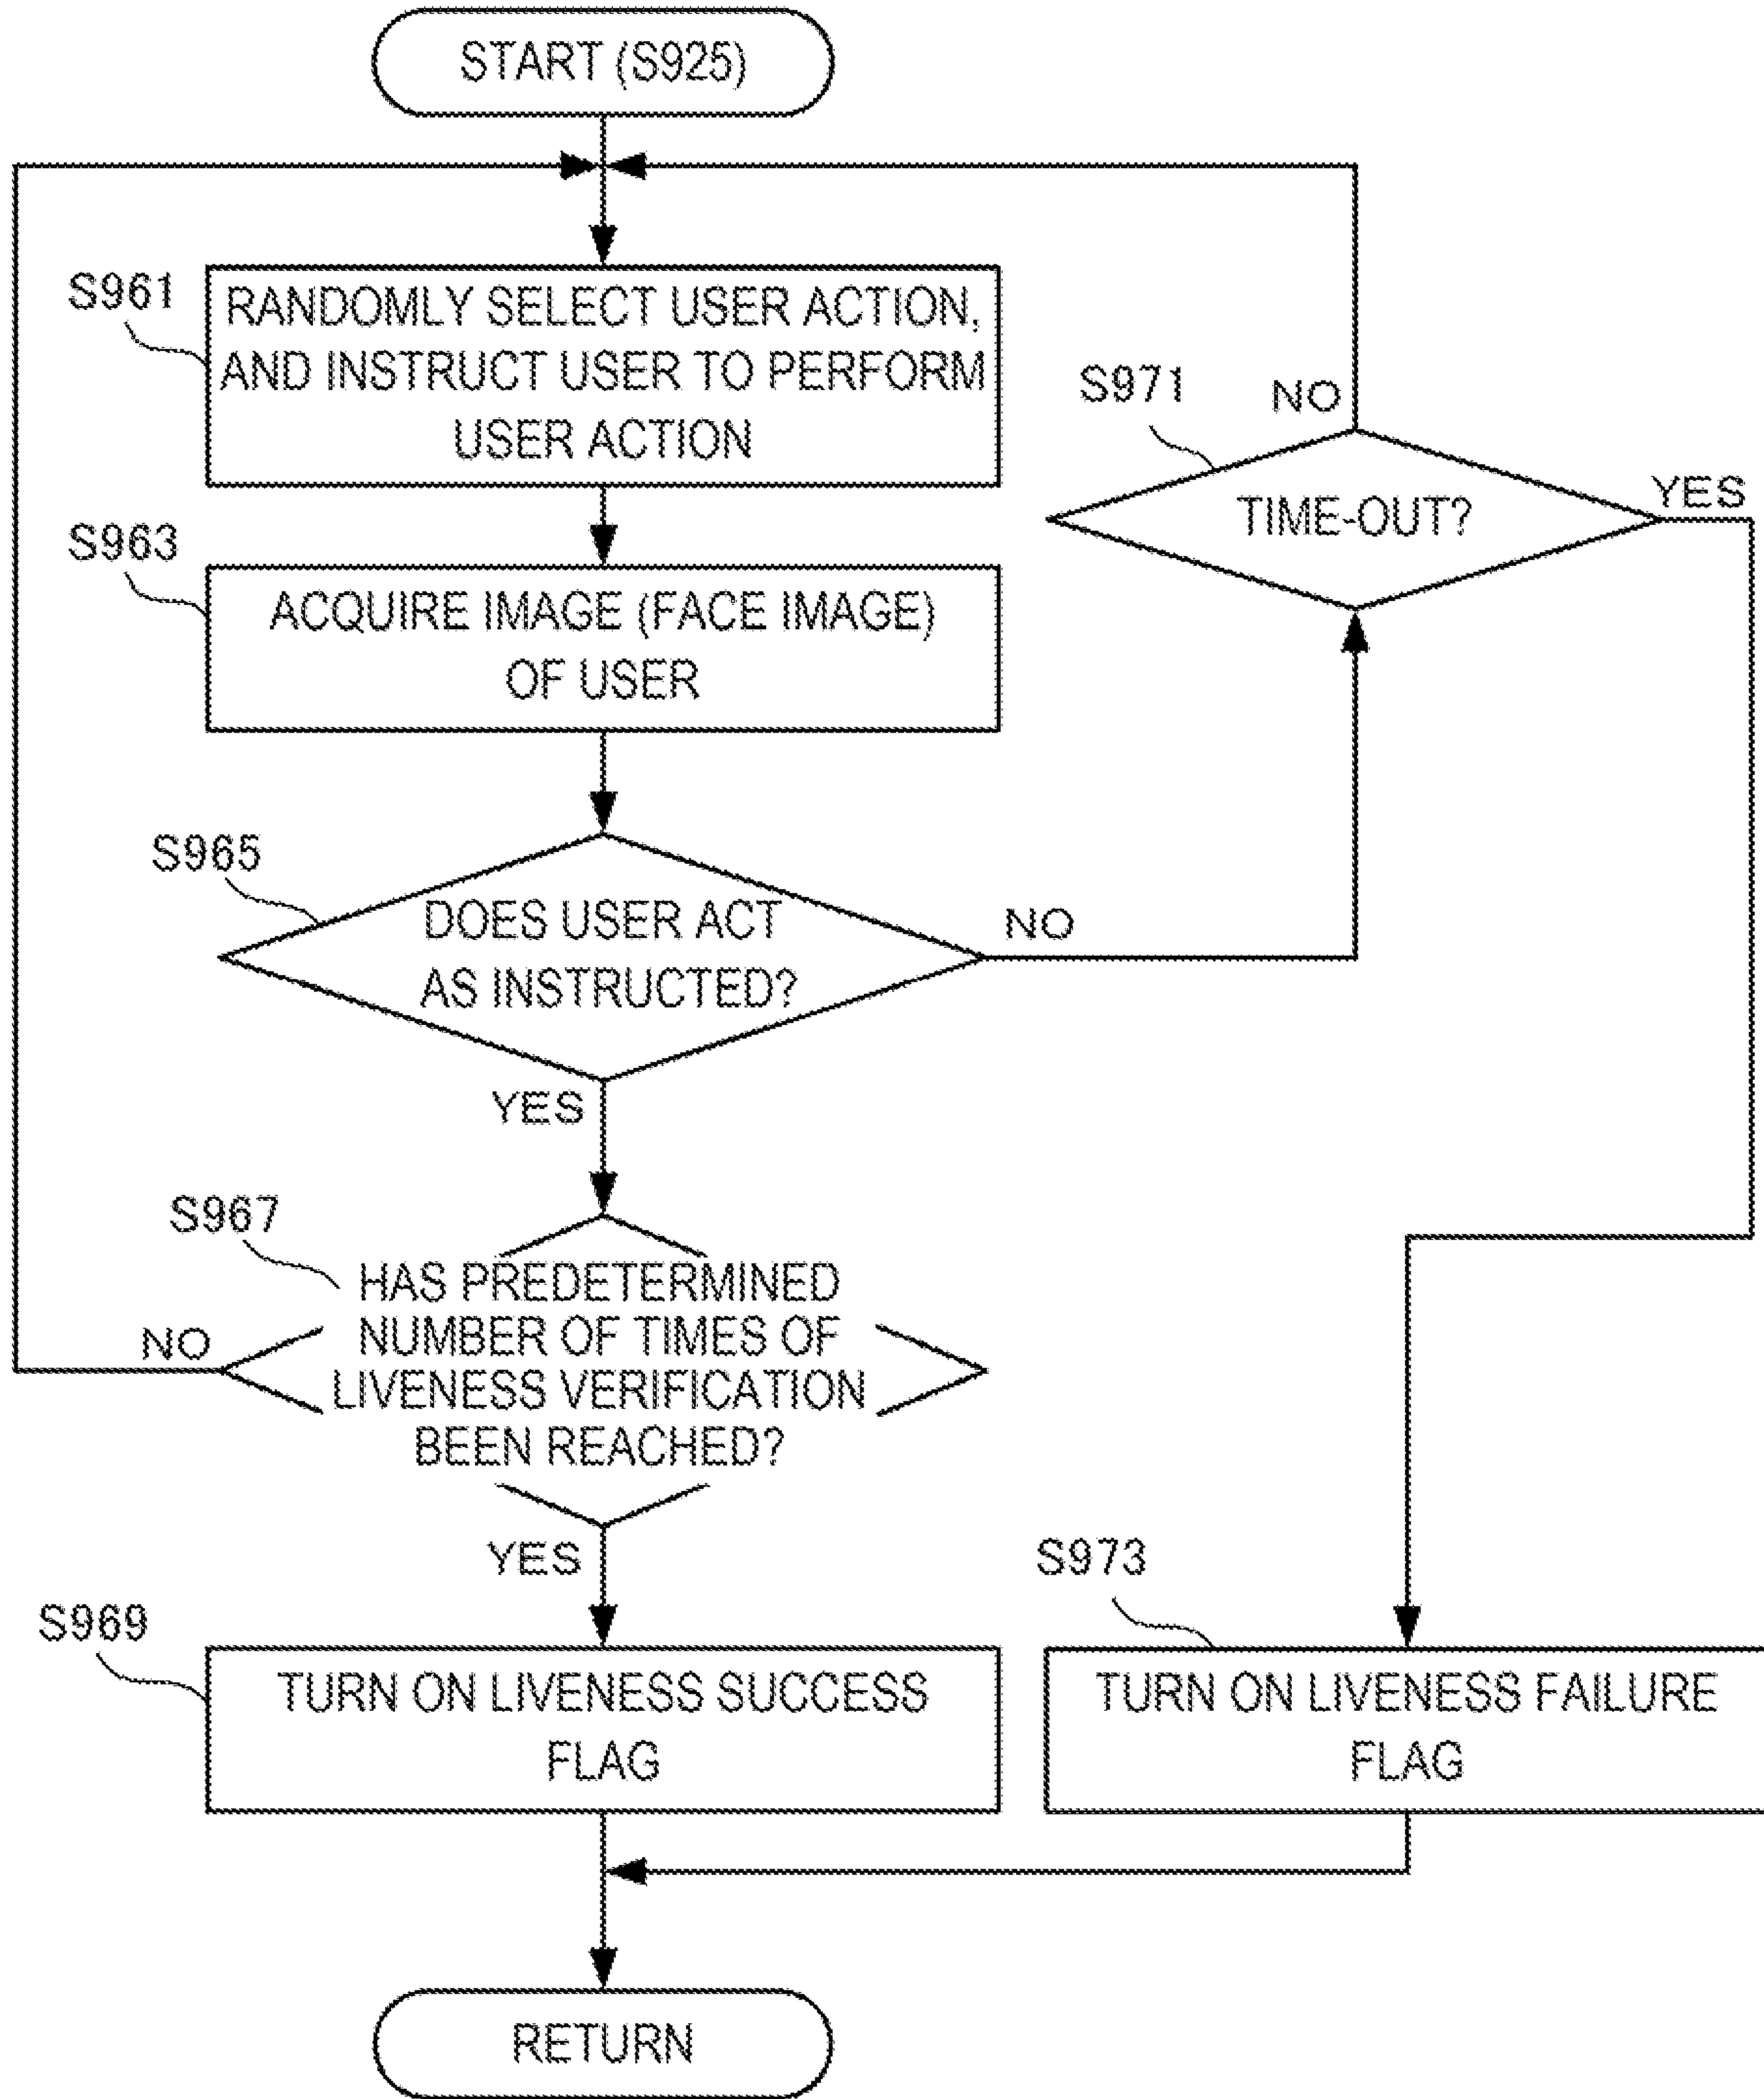 START (S925)
S961
RANDOMLY SELECT USER ACTION,
AND INSTRUCT USER TO PERFORM
USER ACTION
S963
ACQUIRE IMAGE (FACE IMAGE)
OF USER
S965
DOES USER ACT
AS INSTRUCTED?
NO
YES
S971
NO
TIME-OUT?
YES
S967
HAS PREDETERMINED
NUMBER OF TIMES OF
LIVENESS VERIFICATION
BEEN REACHED?
NO
YES
S969
TURN ON LIVENESS SUCCESS
FLAG
S973
TURN ON LIVENESS FAILURE
FLAG
RETURN